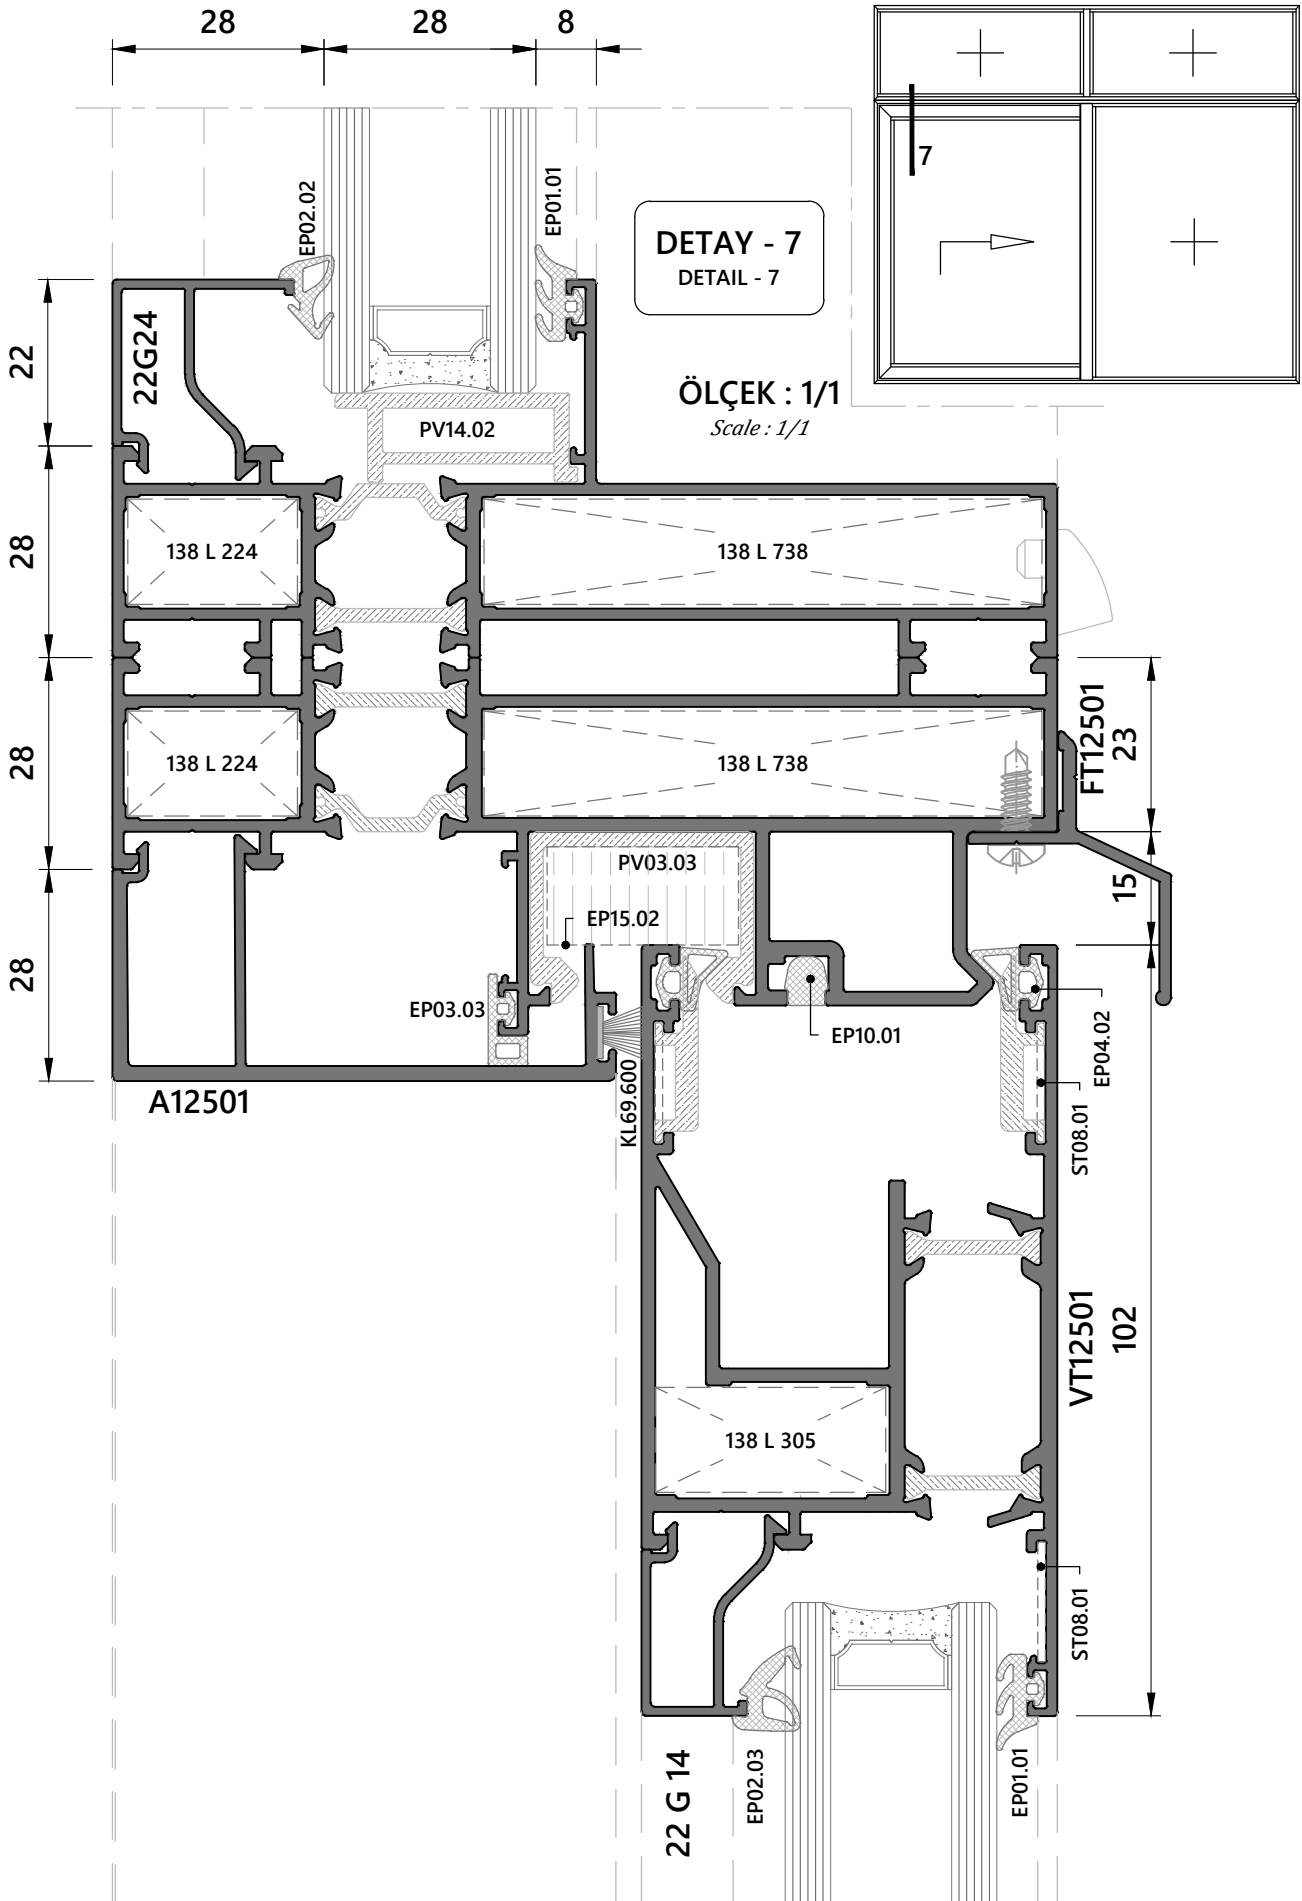 28
28
8
7
EP02.02
EP01.01
DETAY - 7
DETAIL - 7
22
22G24
ÖLÇEK : 1/1
Scale : 1/1
PV14.02
28
138 L 224
138 L 738
28
138 L 224
138 L 738
FT12501
23
PV03.03
15
EP15.02
28
EP03.03
EP10.01
EP04.02
A12501
KL69.600
ST08.01
VT12501
102
138 L 305
ST08.01
22 G 14
EP02.03
EP01.01